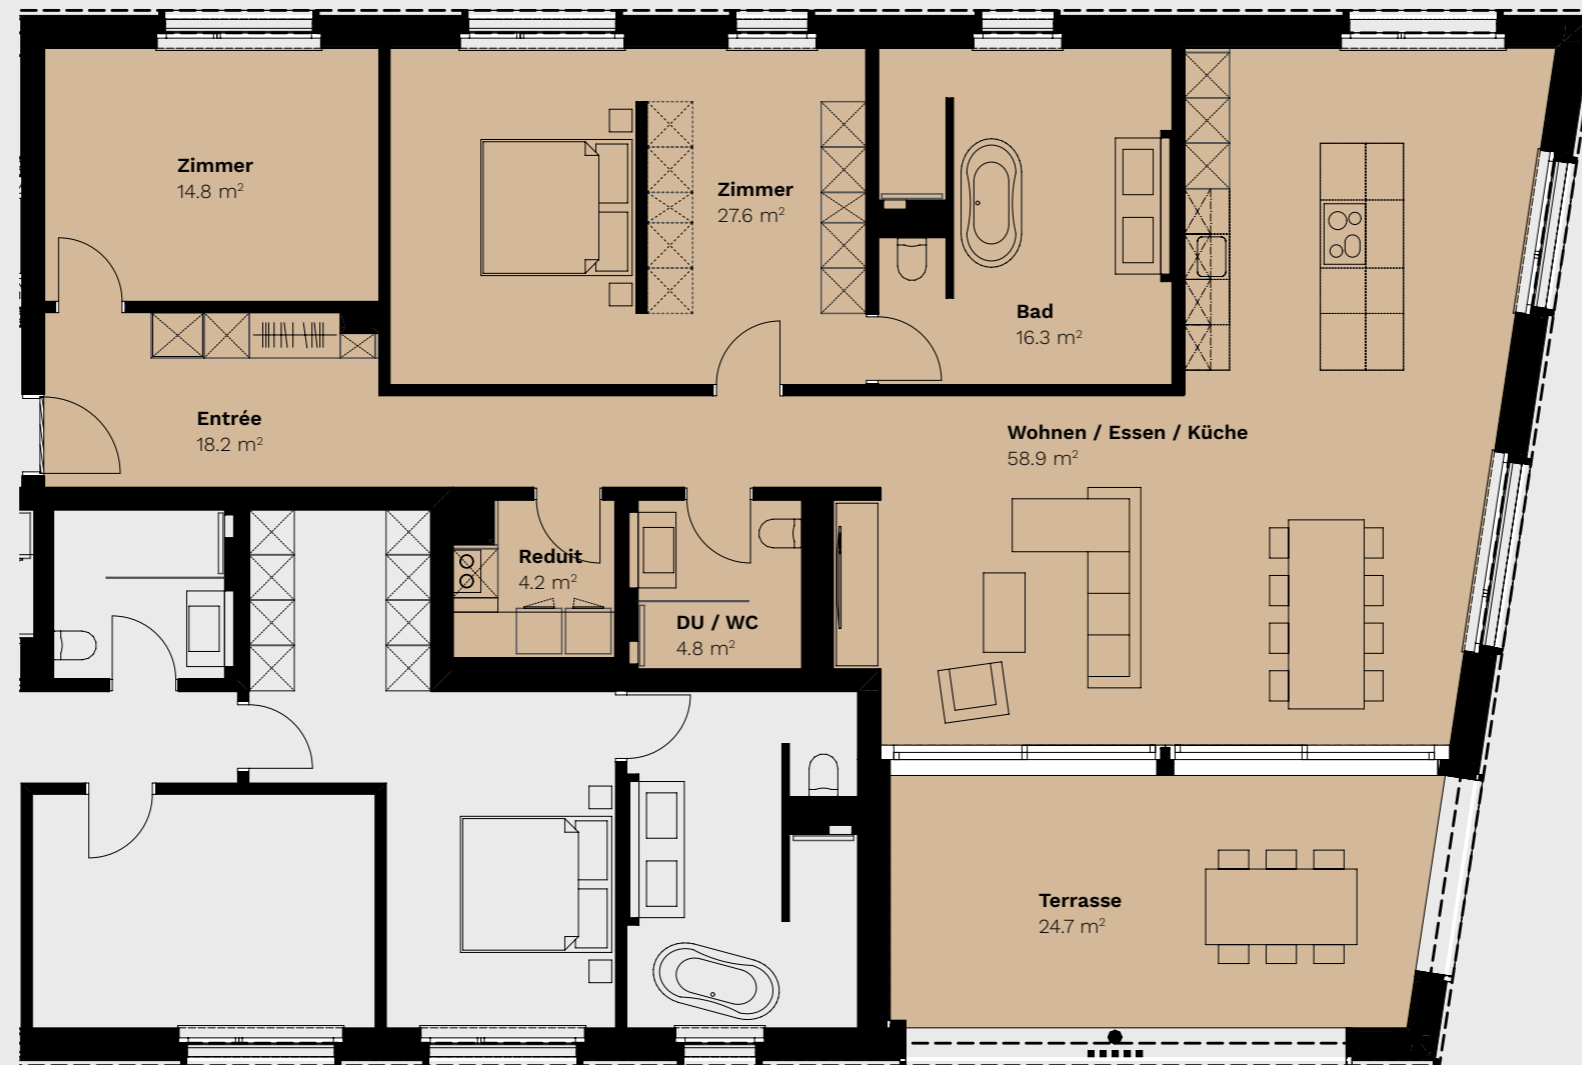 Zimmer
14.8 m²
Zimmer
27.6 m²
Bad
16.3 m²
Entrée
18.2 m²
Wohnen / Essen / Küche
58.9 m²
Reduit
4.2 m²
DU / WC
4.8 m²
Terrasse
24.7 m²